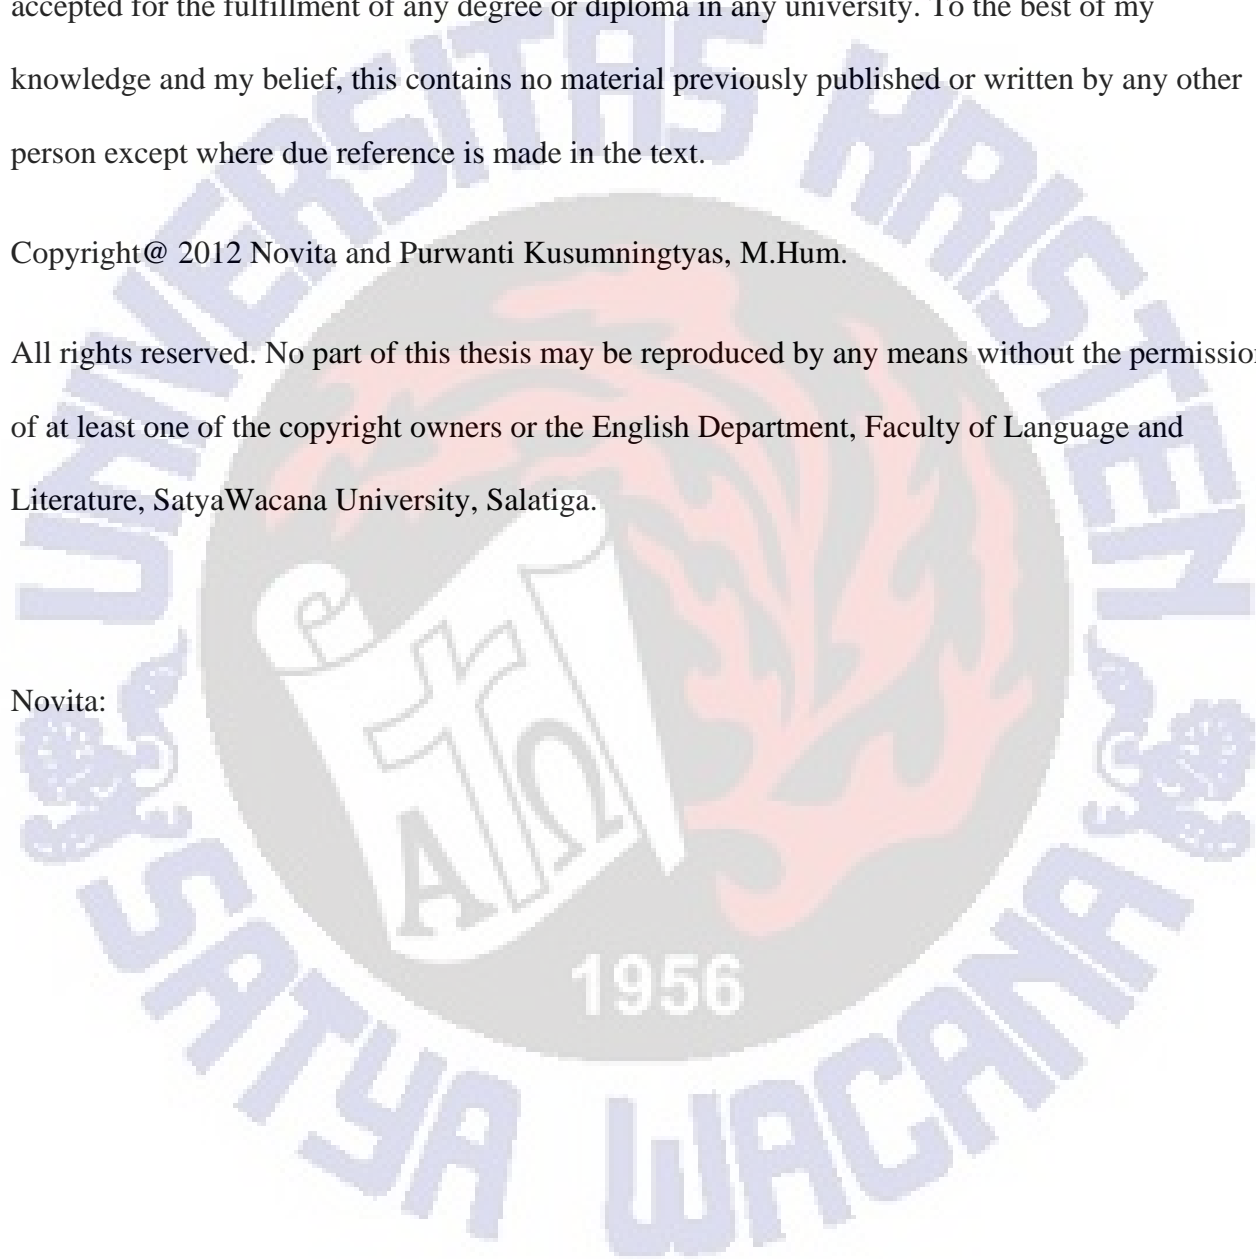 accepted for the fulfillment of any degree or diploma in any university. To the best of my
knowledge and my belief, this contains no material previously published or written by any other
person except where due reference is made in the text.
Copyright@ 2012 Novita and Purwanti Kusumningtyas, M.Hum.
All rights reserved. No part of this thesis may be reproduced by any means without the permission
of at least one of the copyright owners or the English Department, Faculty of Language and
Literature, SatyaWacana University, Salatiga.
Novita:
UNIVERSITAS KRISTEN
SATYA WACANA
Α Ω
1956